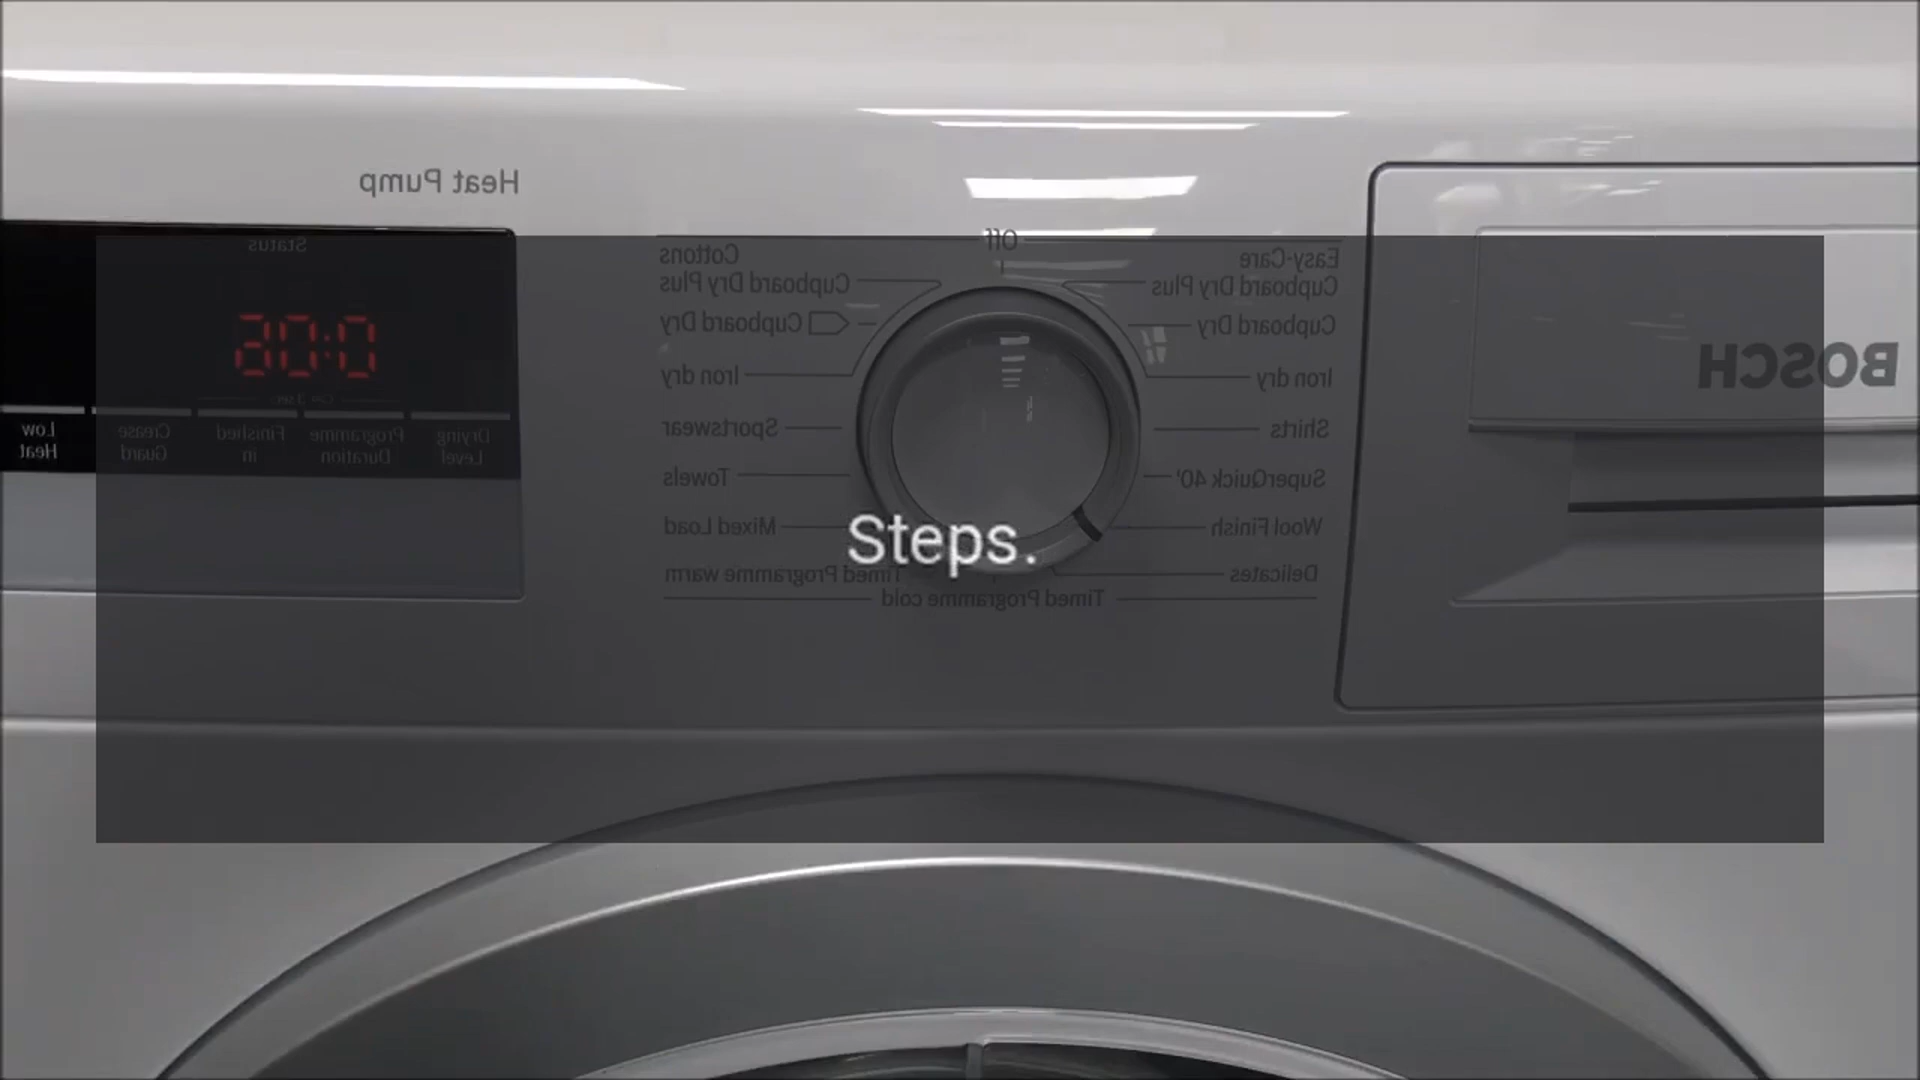 Heat Pump
Status
Low Heat
Crease Guard
Finished in
Programme Duration
Drying Level
Off
Cottons
Cupboard Dry Plus
Cupboard Dry
Iron dry
Sportswear
Towels
Mixed Load
Timed Programme warm
Timed Programme cold
Easy-Care
Cupboard Dry Plus
Cupboard Dry
Iron dry
Shirts
SuperQuick 40'
Wool Finish
Delicates
BOSCH
Steps.